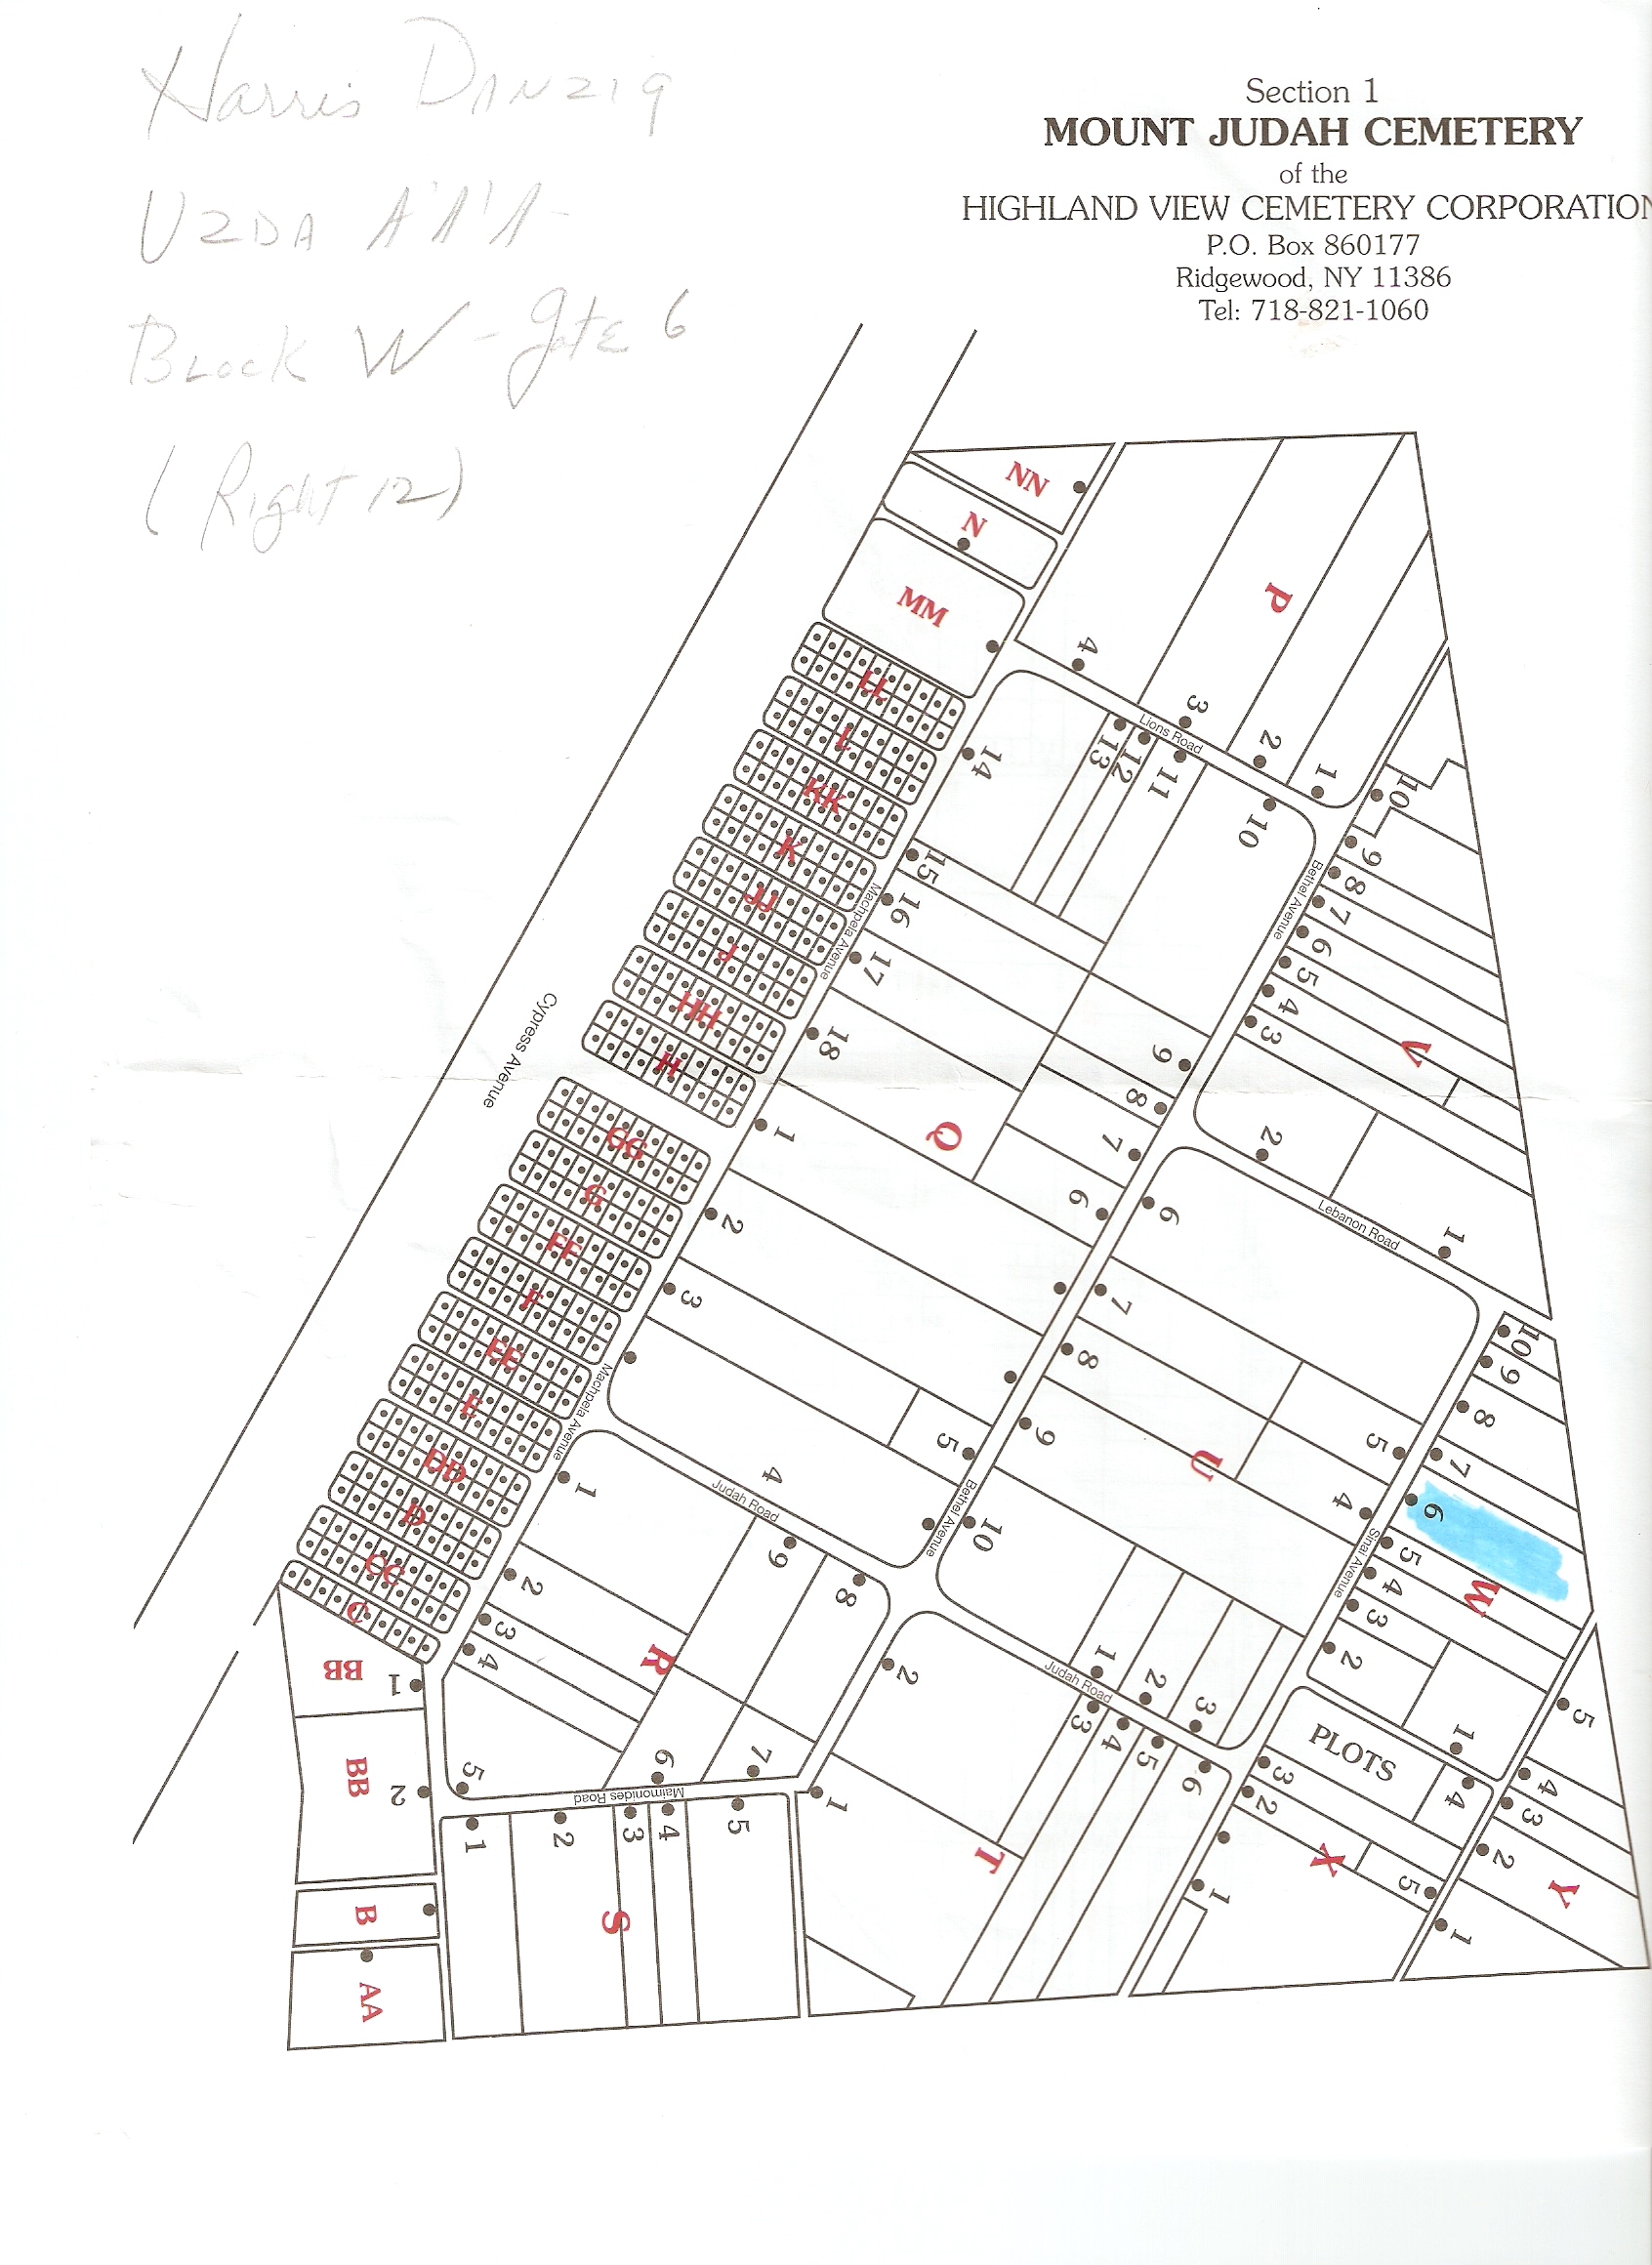 Harris Danzig
UZDA A'A'A-
Block W - gate 6
(Right 12)
Section 1
MOUNT JUDAH CEMETERY
of the
HIGHLAND VIEW CEMETERY CORPORATION
P.O. Box 860177
Ridgewood, NY 11386
Tel: 718-821-1060
NN
N
MM
P
4
3
2
1
Lions Road
LL
L
KK
K
JJ
J
HH
H
14
13
12
11
10
15
16
17
18
9
8
7
6
Q
Machpela Avenue
Bethel Avenue
10
9
8
7
6
5
4
3
V
2
1
Lebanon Road
Cypress Avenue
GG
G
FF
F
EE
E
DD
D
CC
C
1
2
3
4
5
Machpela Avenue
Judah Road
Bethel Avenue
6
7
8
9
10
U
5
4
1
2
3
Judah Road
Sinai Avenue
10
9
8
7
6
5
4
3
2
1
W
1
2
3
4
5
6
7
8
9
R
Maimonides Road
BB
1
BB
2
B
AA
1
2
3
4
5
S
2
1
3
4
5
6
T
PLOTS
3
2
4
5
1
X
5
4
3
2
1
Y